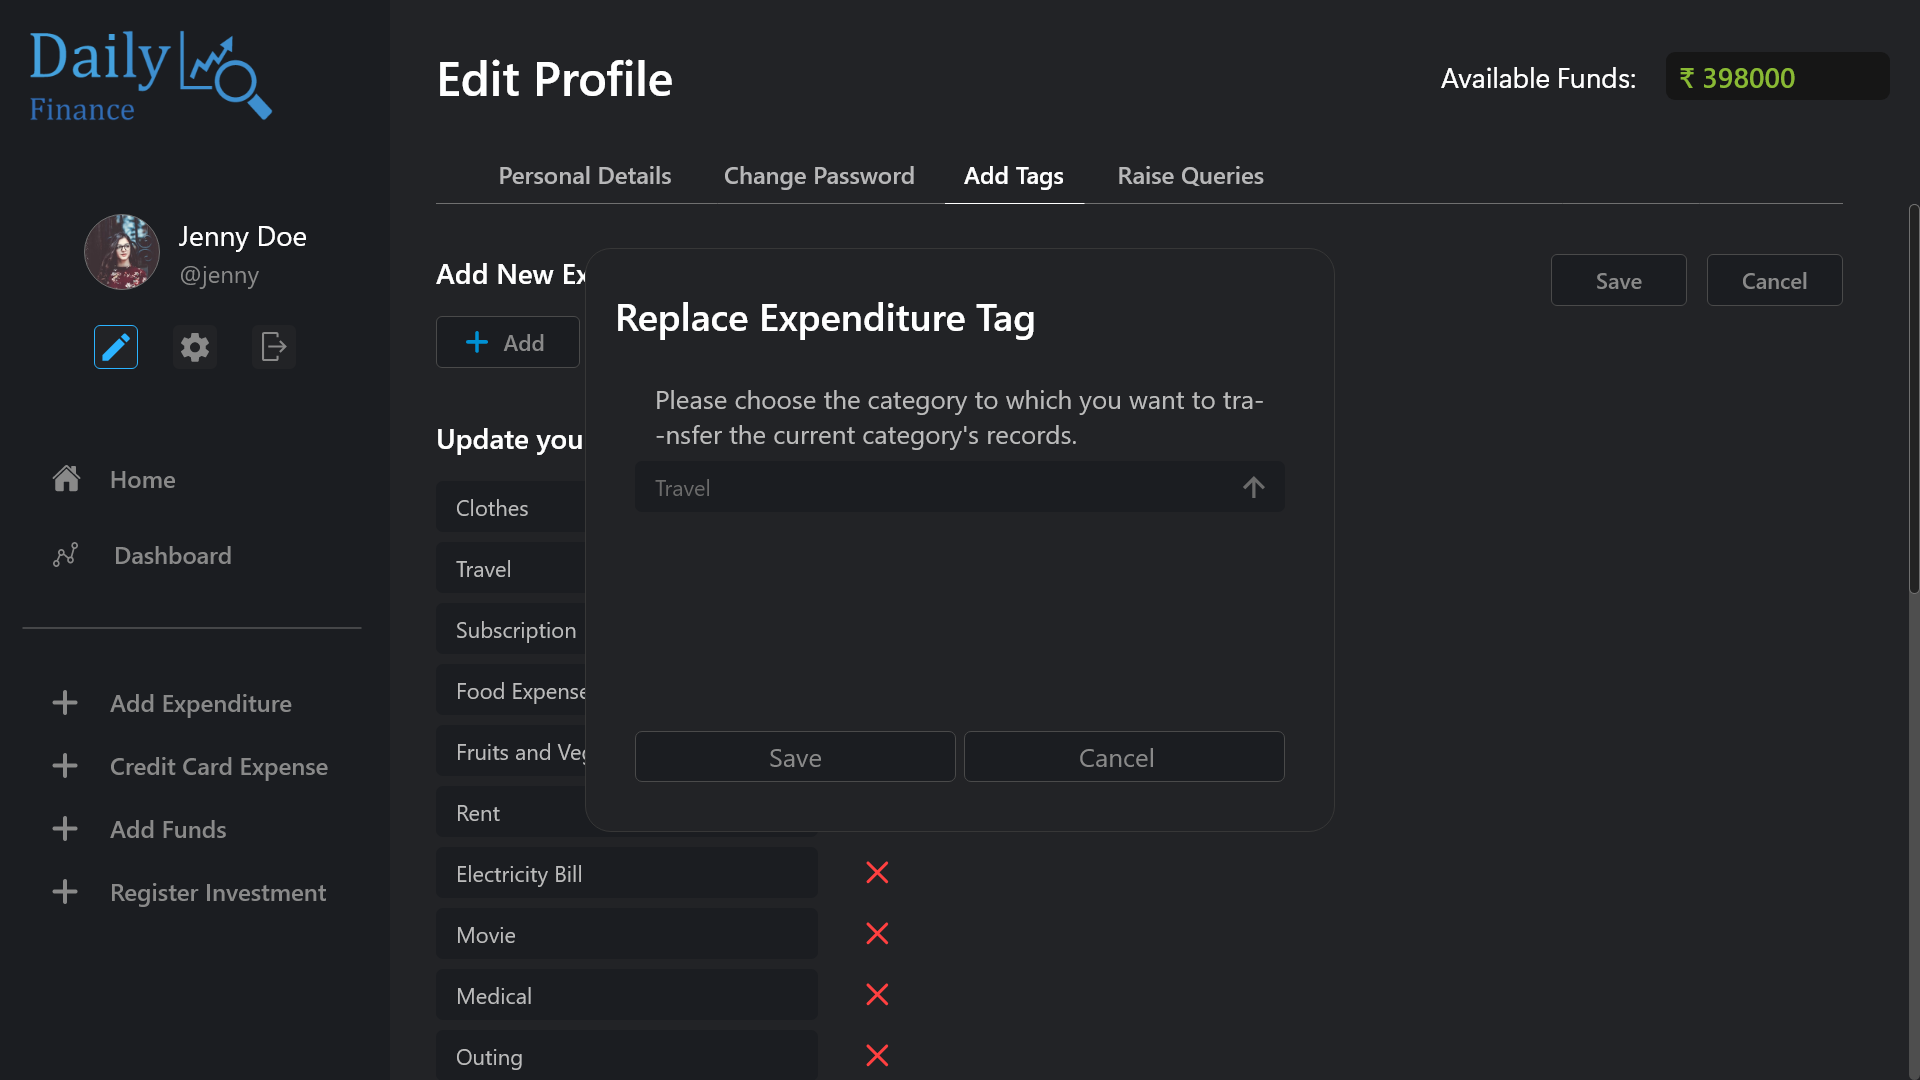 Daily
Finance
Jenny Doe
@jenny
Home
Dashboard
Add Expenditure
Credit Card Expense
Add Funds
Register Investment
Edit Profile
Available Funds: ₹ 398000
Personal Details Change Password Add Tags Raise Queries
Add New Ex
Save Cancel
Add
Update you
Clothes
Travel
Subscription
Food Expense
Fruits and Veg
Rent
Electricity Bill
Movie
Medical
Outing
Replace Expenditure Tag
Please choose the category to which you want to tra-
-nsfer the current category's records.
Travel
Save Cancel